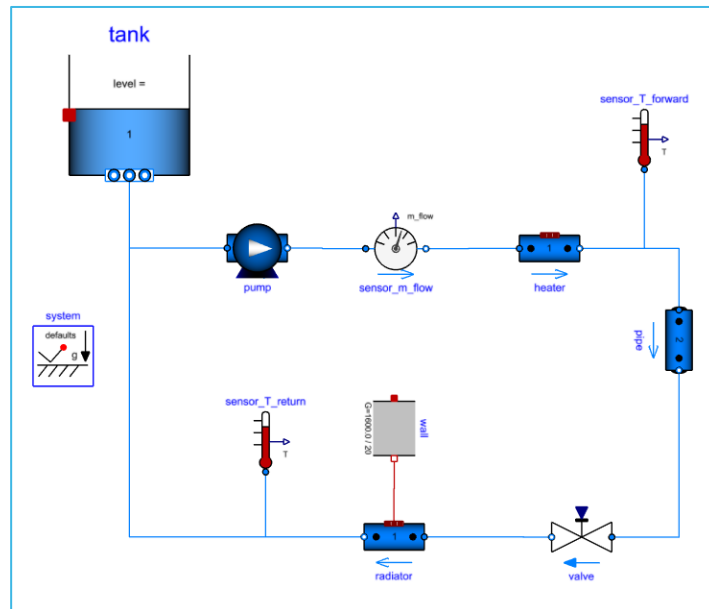 tank
level =
1
sensor_T_forward
T
m_flow
1
pump
sensor_m_flow
heater
system
defaults
g
pipe
2
sensor_T_return
T
G=1600.0 / 20
wall
1
radiator
valve